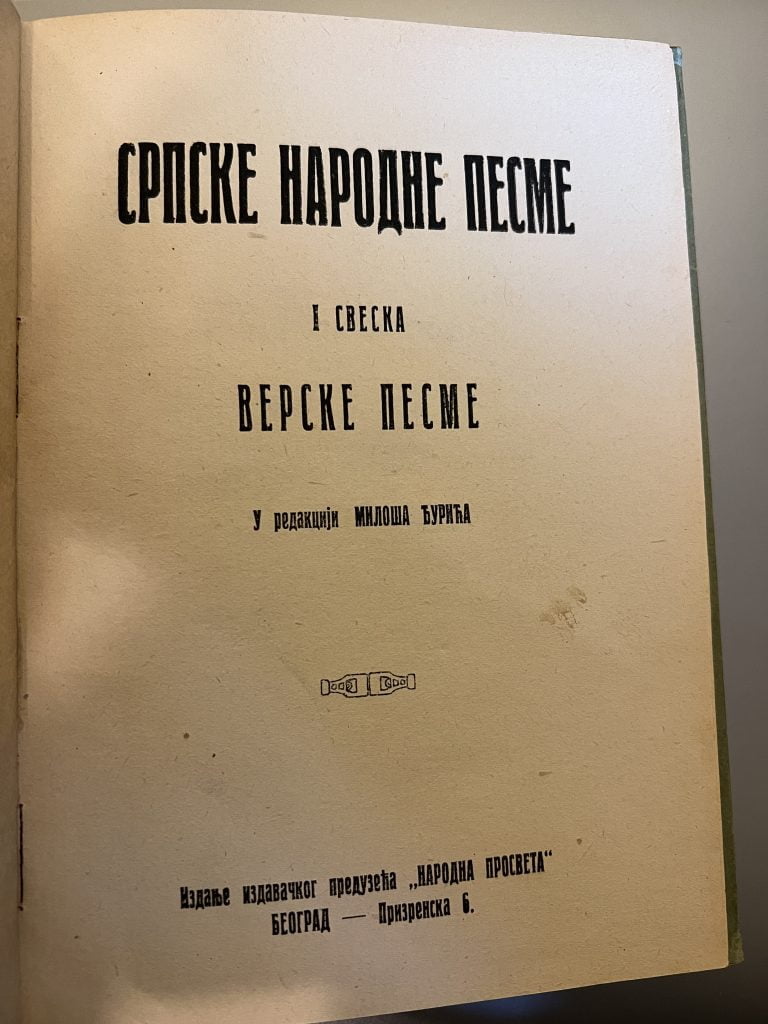 СРПСКЕ НАРОДНЕ ПЕСМЕ
I СВЕСКА
ВЕРСКЕ ПЕСМЕ
У редакцији МИЛОША ЂУРИЋА
Издање издавачког предузећа „НАРОДНА ПРОСВЕТА“
БЕОГРАД — Призренска 6.